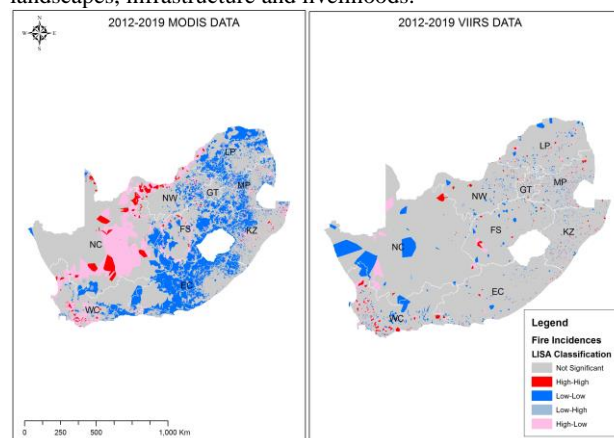 landscapes, infrastructure and livelihoods.
2012-2019 MODIS DATA
2012-2019 VIIRS DATA
N
W E
S
LP
MP
GT
NW
FS
KZ
NC
EC
WC
LP
MP
GT
NW
FS
KZ
NC
EC
WC
Legend
Fire Incidences
LISA Classification
Not Significant
High-High
Low-Low
Low-High
High-Low
0 250 500 1,000 Km